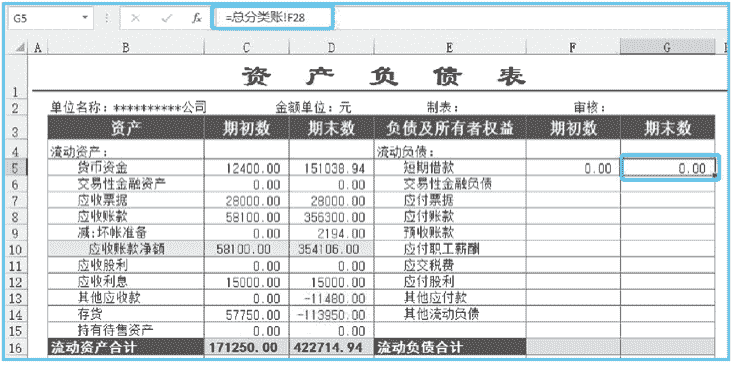 G5 fx =总分类账!F28
A B C D E F G
1 资 产 负 债 表
2 单位名称：**********公司 金额单位：元 制表： 审核：
3 资产 期初数 期末数 负债及所有者权益 期初数 期末数
4 流动资产： 流动负债：
5 货币资金 12400.00 151038.94 短期借款 0.00 0.00
6 交易性金融资产 0.00 0.00 交易性金融负债
7 应收票据 28000.00 28000.00 应付票据
8 应收账款 58100.00 356300.00 应付账款
9 减:坏帐准备 0.00 2194.00 预收账款
10 应收账款净额 58100.00 354106.00 应付职工薪酬
11 应收股利 0.00 0.00 应交税费
12 应收利息 15000.00 15000.00 应付股利
13 其他应收款 0.00 -11480.00 其他应付款
14 存货 57750.00 -113950.00 其他流动负债
15 持有待售资产 0.00 0.00
16 流动资产合计 171250.00 422714.94 流动负债合计